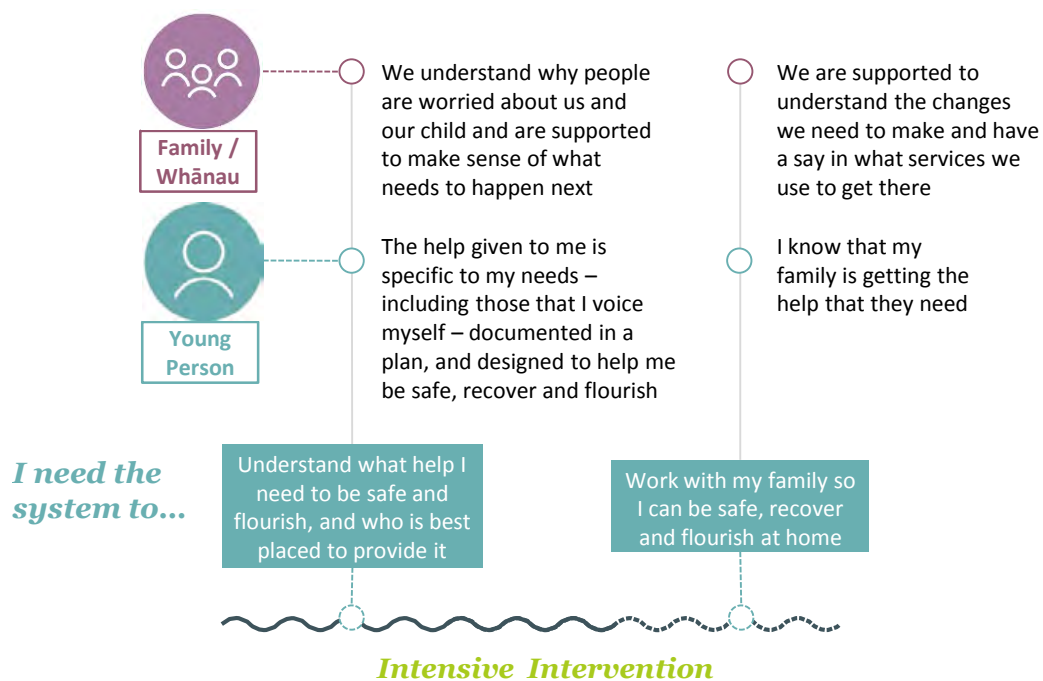 Family /
Whānau
We understand why people
are worried about us and
our child and are supported
to make sense of what
needs to happen next
We are supported to
understand the changes
we need to make and have
a say in what services we
use to get there
Young
Person
The help given to me is
specific to my needs –
including those that I voice
myself – documented in a
plan, and designed to help me
be safe, recover and flourish
I know that my
family is getting the
help that they need
I need the
system to...
Understand what help I
need to be safe and
flourish, and who is best
placed to provide it
Work with my family so
I can be safe, recover
and flourish at home
Intensive Intervention